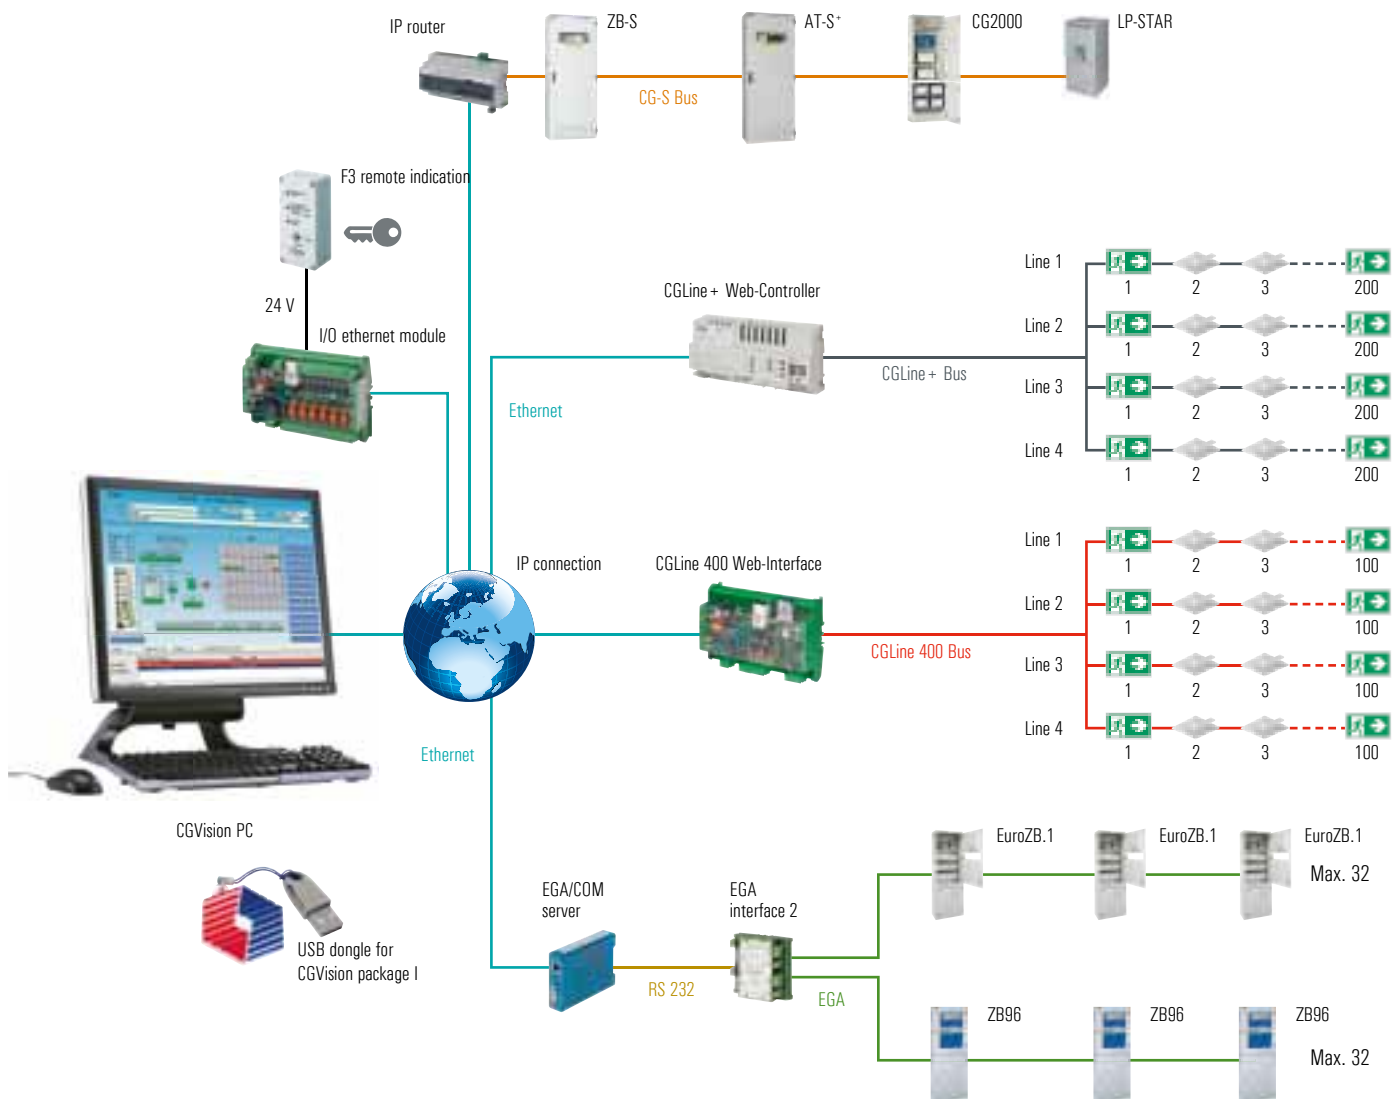 IP router
ZB-S
AT-S+
CG2000
LP-STAR
CG-S Bus
F3 remote indication
24 V
I/O ethernet module
CGLine+ Web-Controller
CGLine+ Bus
Ethernet
Line 1
1 2 3 200
Line 2
1 2 3 200
Line 3
1 2 3 200
Line 4
1 2 3 200
IP connection
CGLine 400 Web-Interface
CGLine 400 Bus
Line 1
1 2 3 100
Line 2
1 2 3 100
Line 3
1 2 3 100
Line 4
1 2 3 100
Ethernet
CGVision PC
USB dongle for
CGVision package I
EGA/COM
server
RS 232
EGA
interface 2
EGA
EuroZB.1
EuroZB.1
EuroZB.1
Max. 32
ZB96
ZB96
ZB96
Max. 32